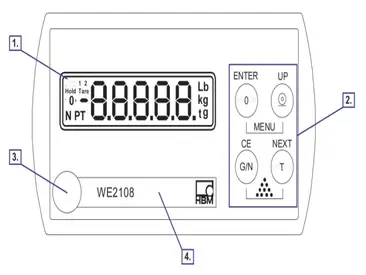 1.
1 2
Hold Tare
0
-8.8.8.8.8.
Lb
kg
tg
N PT
ENTER UP
0
MENU
2.
CE NEXT
G/N T
3.
WE2108
HBM
4.